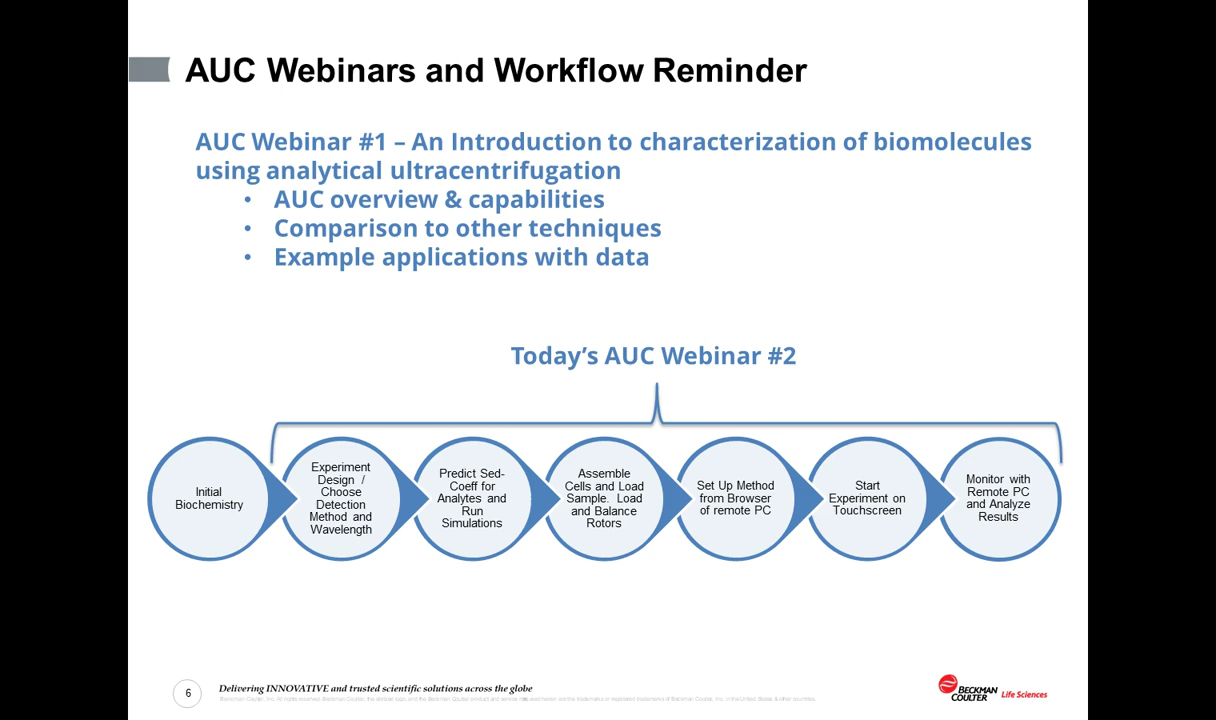 AUC Webinars and Workflow Reminder
AUC Webinar #1 – An Introduction to characterization of biomolecules
using analytical ultracentrifugation
• AUC overview & capabilities
• Comparison to other techniques
• Example applications with data
Today's AUC Webinar #2
Initial
Biochemistry
Experiment
Design /
Choose
Detection
Method and
Wavelength
Predict Sed-
Coeff for
Analytes and
Run
Simulations
Assemble
Cells and Load
Sample. Load
and Balance
Rotors
Set Up Method
from Browser
of remote PC
Start
Experiment on
Touchscreen
Monitor with
Remote PC
and Analyze
Results
6
Delivering INNOVATIVE and trusted scientific solutions across the globe
BECKMAN
COULTER
Life Sciences